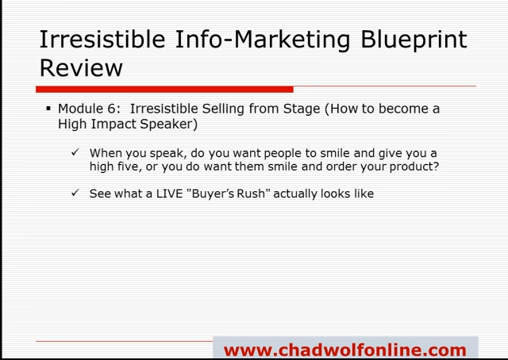 Irresistible Info-Marketing Blueprint
Review
Module 6: Irresistible Selling from Stage (How to become a
High Impact Speaker)
When you speak, do you want people to smile and give you a
high five, or you do want them smile and order your product?
See what a LIVE "Buyer's Rush" actually looks like
www.chadwolfonline.com